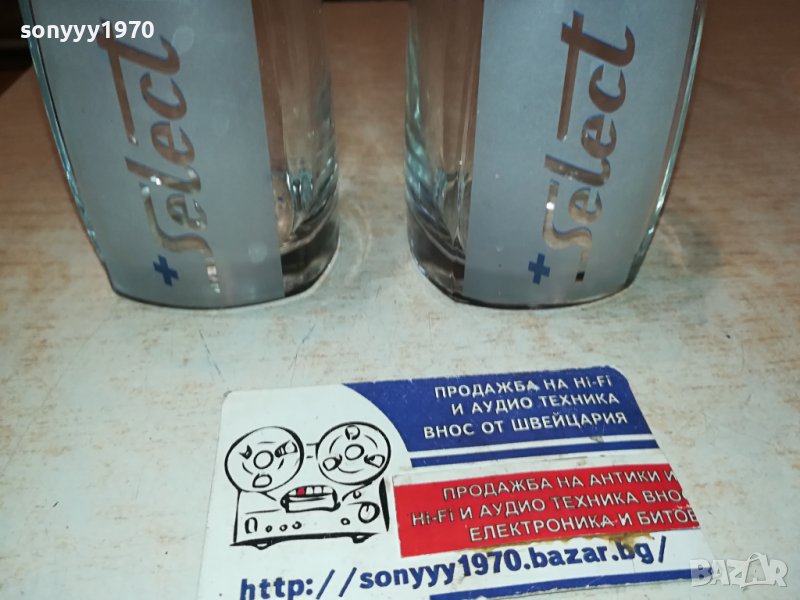 sonyyy1970
+Select
+Select
ПРОДАЖБА НА Hi-Fi
И АУДИО ТЕХНИКА
ВНОС ОТ ШВЕЙЦАРИЯ
ПРОДАЖБА НА АНТИКИ И
Hi-Fi И АУДИО ТЕХНИКА ВНО
ЕЛЕКТРОНИКА И БИТОВ
http://sonyyy1970.bazar.bg/
BAZAR